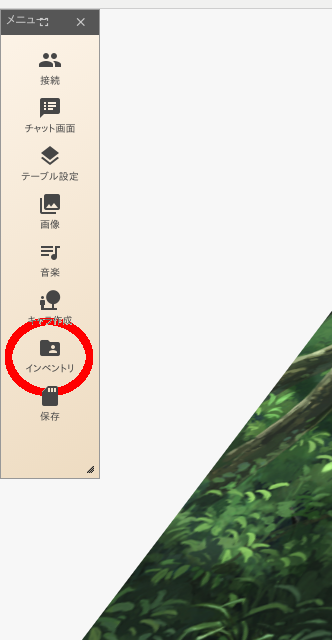 メニュー
接続
チャット画面
テーブル設定
画像
音楽
キャラ作成
インベントリ
保存